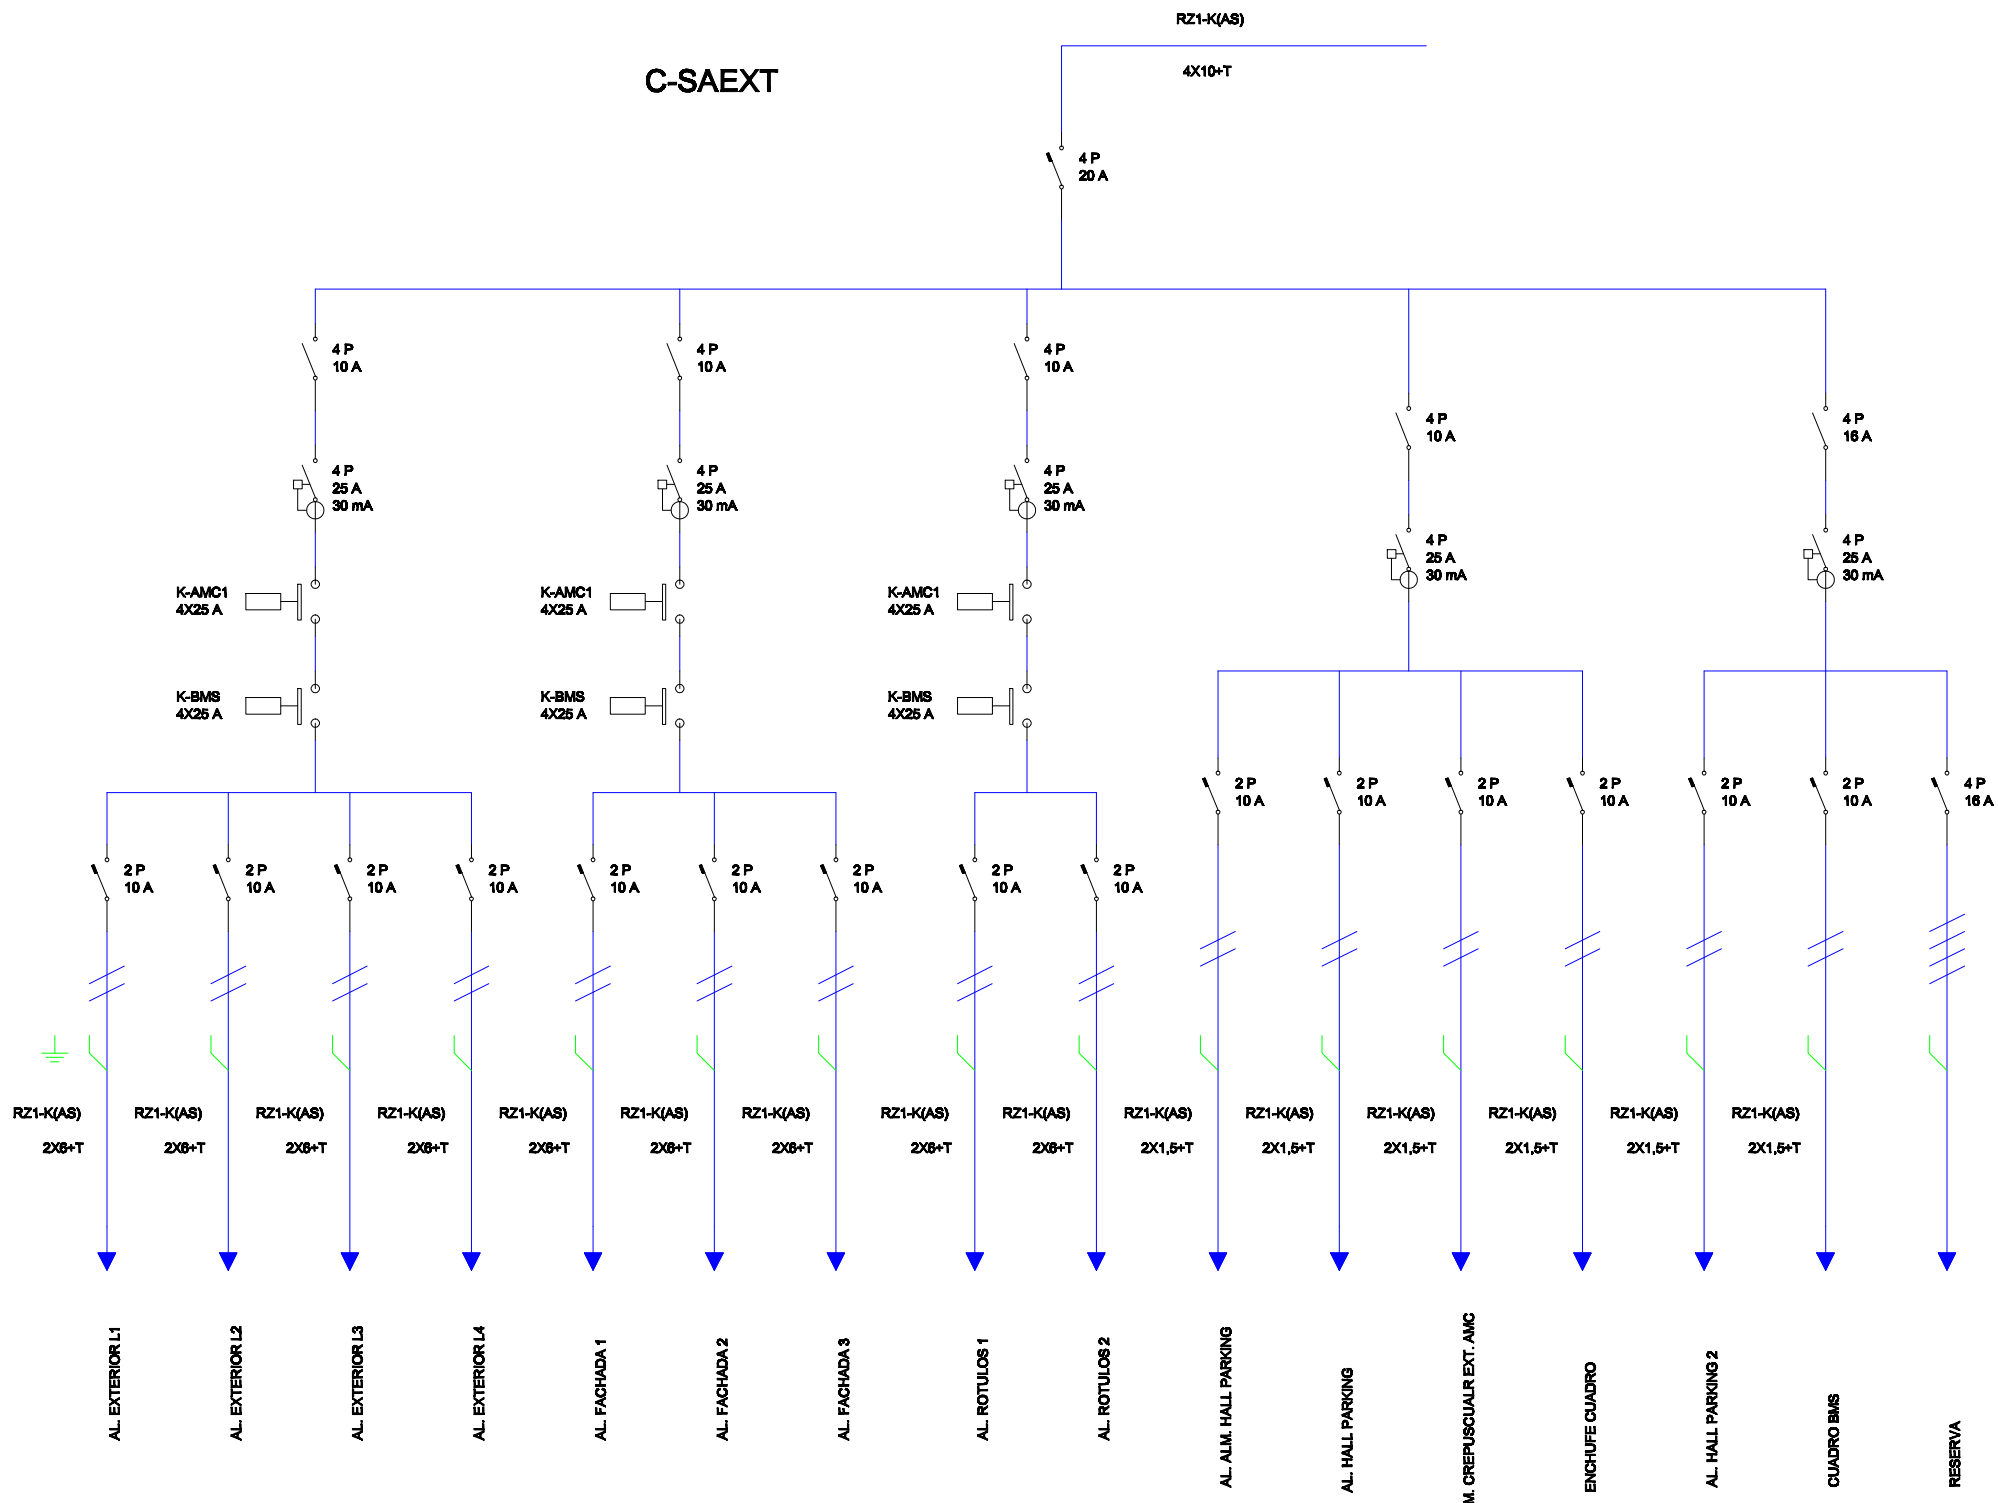 RZ1-K(AS)
C-SAEXT
4X10+T
4 P
20 A
4 P
10 A
4 P
10 A
4 P
10 A
4 P
10 A
4 P
16 A
4 P
25 A
30 mA
4 P
25 A
30 mA
4 P
25 A
30 mA
4 P
25 A
30 mA
4 P
25 A
30 mA
K-AMC1
4X25 A
K-AMC1
4X25 A
K-AMC1
4X25 A
K-BMS
4X25 A
K-BMS
4X25 A
K-BMS
4X25 A
2 P
10 A
2 P
10 A
2 P
10 A
2 P
10 A
2 P
10 A
2 P
10 A
4 P
16 A
2 P
10 A
2 P
10 A
2 P
10 A
2 P
10 A
2 P
10 A
2 P
10 A
2 P
10 A
2 P
10 A
2 P
10 A
RZ1-K(AS)
2X6+T
RZ1-K(AS)
2X6+T
RZ1-K(AS)
2X6+T
RZ1-K(AS)
2X6+T
RZ1-K(AS)
2X6+T
RZ1-K(AS)
2X6+T
RZ1-K(AS)
2X6+T
RZ1-K(AS)
2X6+T
RZ1-K(AS)
2X6+T
RZ1-K(AS)
2X1,5+T
RZ1-K(AS)
2X1,5+T
RZ1-K(AS)
2X1,5+T
RZ1-K(AS)
2X1,5+T
RZ1-K(AS)
2X1,5+T
RZ1-K(AS)
2X1,5+T
AL. EXTERIOR L1
AL. EXTERIOR L2
AL. EXTERIOR L3
AL. EXTERIOR L4
AL. FACHADA 1
AL. FACHADA 2
AL. FACHADA 3
AL. ROTULOS 1
AL. ROTULOS 2
AL. ALM. HALL PARKING
AL. HALL PARKING
M. CREPUSCUALR EXT. AMC
ENCHUFE CUADRO
AL. HALL PARKING 2
CUADRO BMS
RESERVA